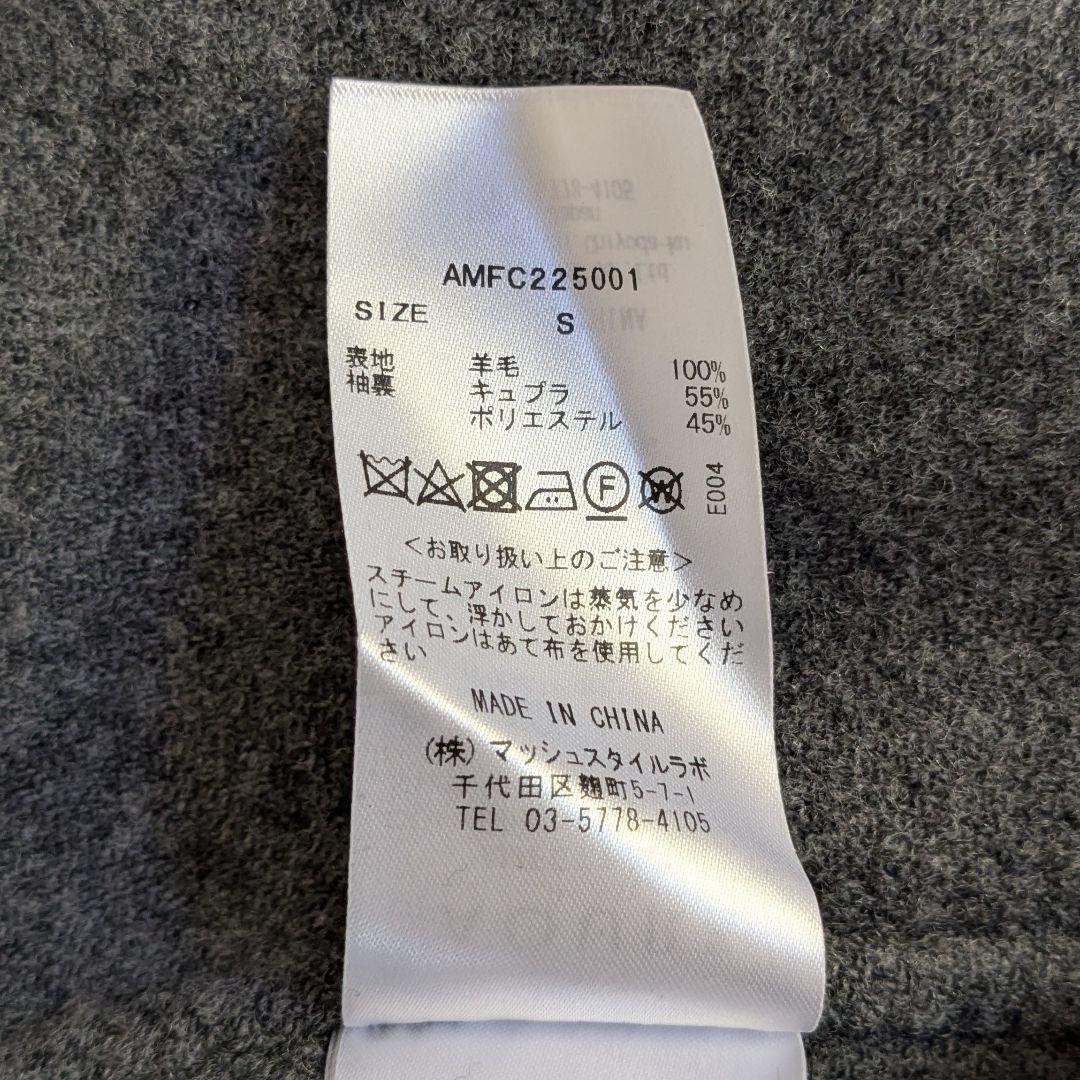 AMFC225001
SIZE S
表地 羊毛 100%
袖裏 キュプラ 55%
ポリエステル 45%
F W E004
<お取り扱い上のご注意>
スチームアイロンは蒸気を少なめ
にして、浮かしておかけください
アイロンはあて布を使用してくだ
さい
MADE IN CHINA
(株)マッシュスタイルラボ
千代田区麹町5-7-1
TEL 03-5778-4105